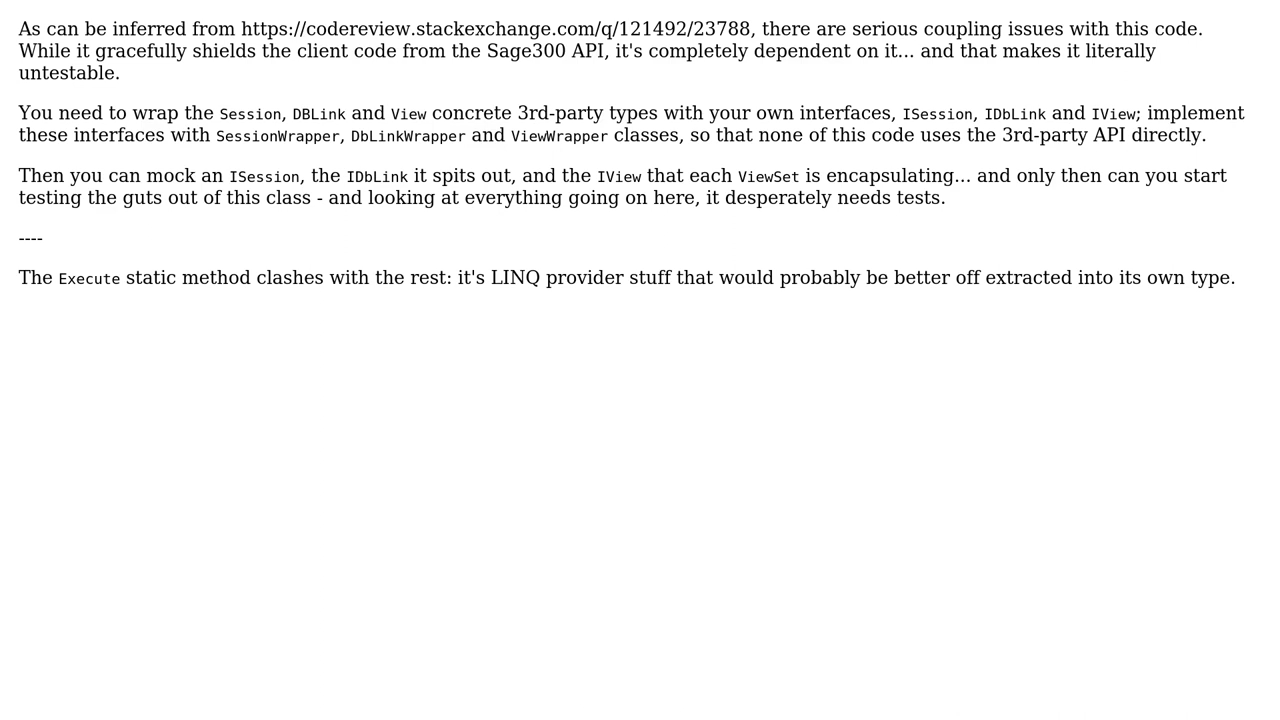 As can be inferred from https://codereview.stackexchange.com/q/121492/23788, there are serious coupling issues with this code.
While it gracefully shields the client code from the Sage300 API, it's completely dependent on it... and that makes it literally
untestable.
You need to wrap the Session, DBLink and View concrete 3rd-party types with your own interfaces, ISession, IDbLink and IView; implement
these interfaces with SessionWrapper, DbLinkWrapper and ViewWrapper classes, so that none of this code uses the 3rd-party API directly.
Then you can mock an ISession, the IDbLink it spits out, and the IView that each ViewSet is encapsulating... and only then can you start
testing the guts out of this class - and looking at everything going on here, it desperately needs tests.
----
The Execute static method clashes with the rest: it's LINQ provider stuff that would probably be better off extracted into its own type.